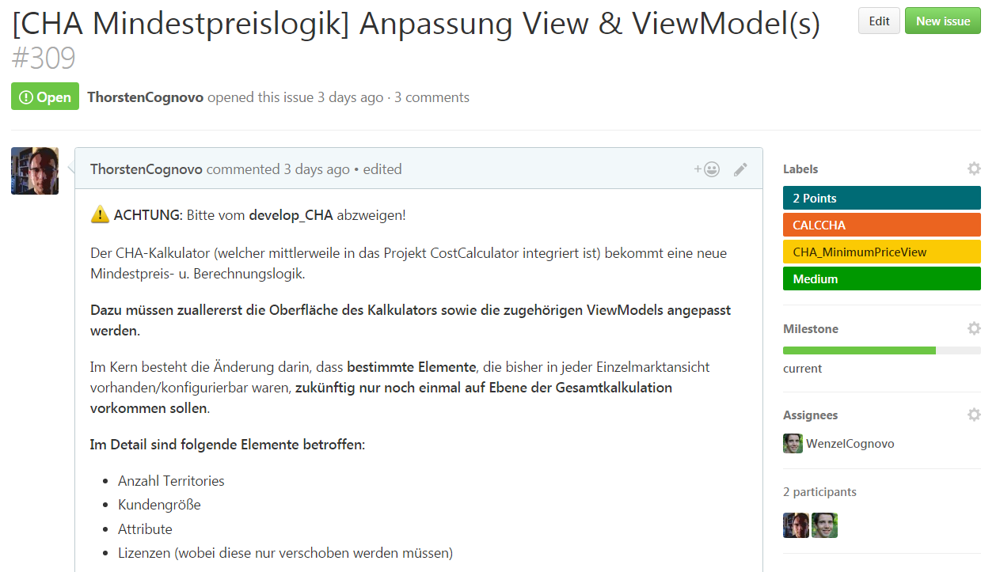 [CHA Mindestpreislogik] Anpassung View & ViewModel(s)
#309
Edit
New issue
Open
ThorstenCognovo opened this issue 3 days ago · 3 comments
ThorstenCognovo commented 3 days ago • edited
ACHTUNG: Bitte vom develop_CHA abzweigen!
Der CHA-Kalkulator (welcher mittlerweile in das Projekt CostCalculator integriert ist) bekommt eine neue
Mindestpreis- u. Berechnungslogik.
Dazu müssen zuallererst die Oberfläche des Kalkulators sowie die zugehörigen ViewModels angepasst
werden.
Im Kern besteht die Änderung darin, dass bestimmte Elemente, die bisher in jeder Einzelmarktansicht
vorhanden/konfigurierbar waren, zukünftig nur noch einmal auf Ebene der Gesamtkalkulation
vorkommen sollen.
Im Detail sind folgende Elemente betroffen:
• Anzahl Territories
• Kundengröße
• Attribute
• Lizenzen (wobei diese nur verschoben werden müssen)
Labels
2 Points
CALCCHA
CHA_MinimumPriceView
Medium
Milestone
current
Assignees
WenzelCognovo
2 participants